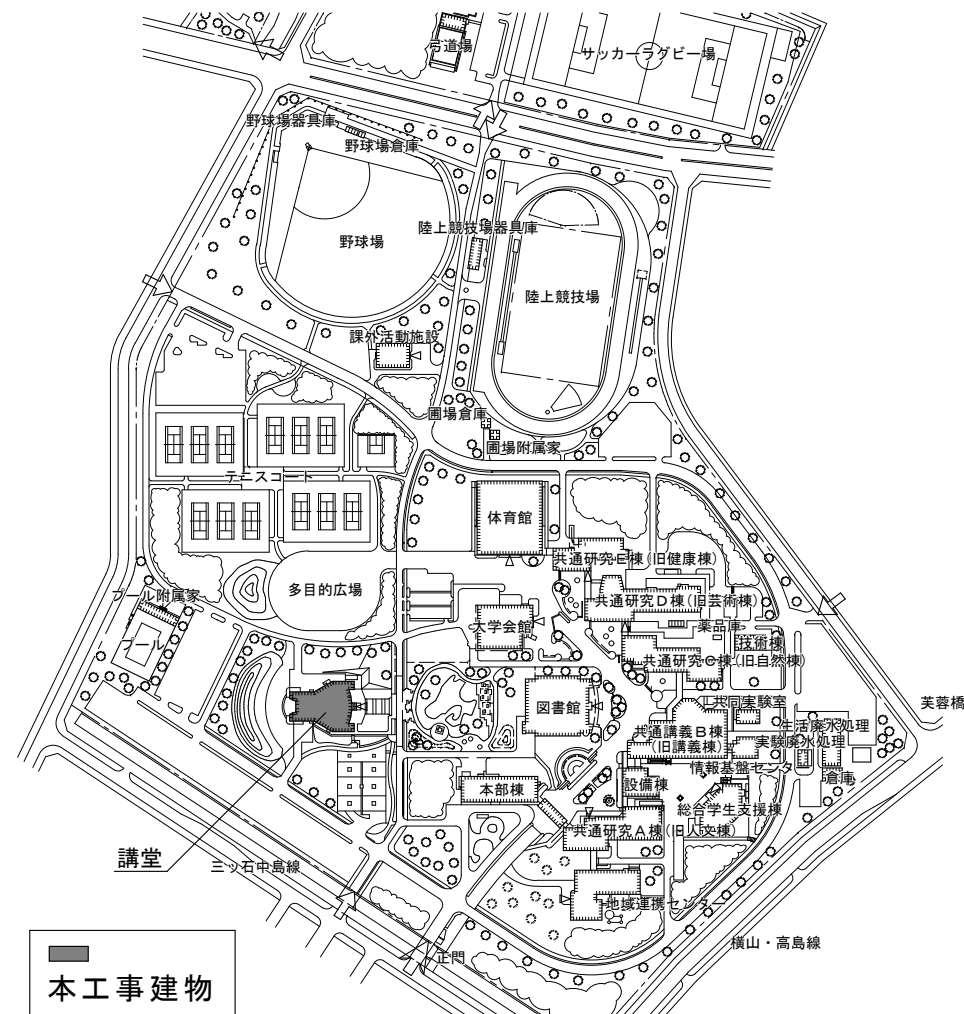 弓道場
サッカーラグビー場
野球場器具庫
野球場倉庫
陸上競技場器具庫
野球場
陸上競技場
課外活動施設
圃場倉庫
圃場附属家
テニスコート
体育館
共通研究E棟(旧健康棟)
多目的広場
プール附属家
共通研究D棟(旧芸術棟)
大学会館
薬品庫
プール
技術棟
共通研究C棟(旧自然棟)
共同実験室
芙蓉橋
図書館
生活廃水処理
共通講義B棟
(旧講義棟)
実験廃水処理
情報基盤センター
倉庫
本部棟
設備棟
総合学生支援棟
共通研究A棟(旧人文棟)
講堂
三ッ石中島線
地域連携センター
横山・高島線
正門
本工事建物